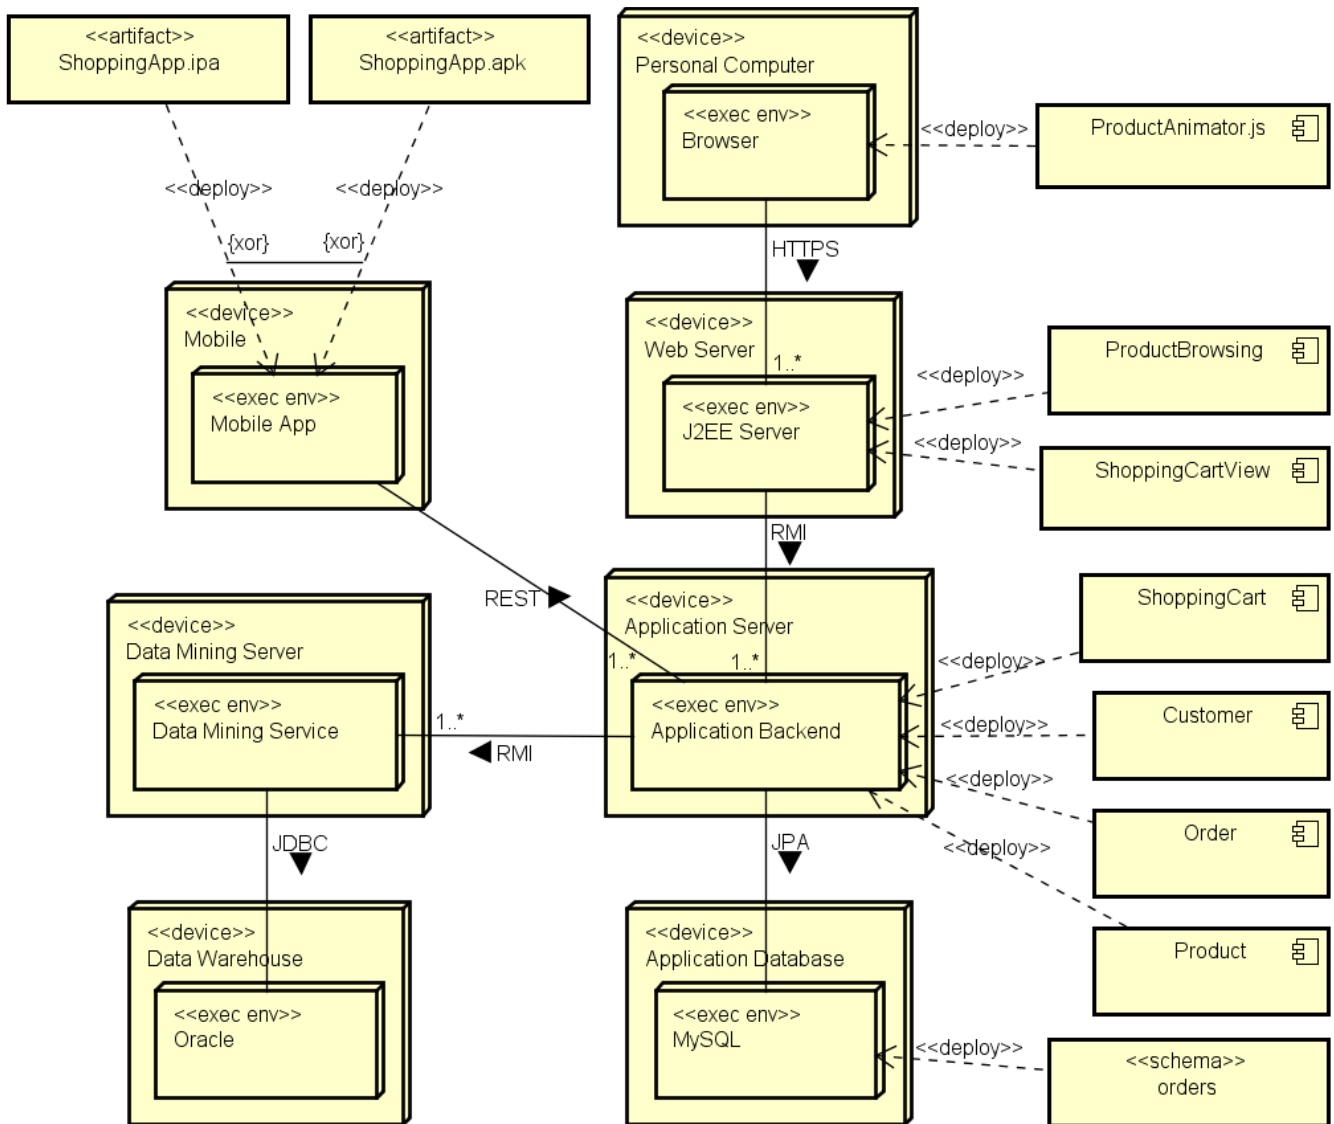 <<artifact>>
ShoppingApp.ipa
<<artifact>>
ShoppingApp.apk
<<device>>
Personal Computer
<<exec env>>
Browser
<<deploy>>
ProductAnimator.js
<<deploy>>
<<deploy>>
{xor}
{xor}
HTTPS
<<device>>
Mobile
<<exec env>>
Mobile App
<<device>>
Web Server
1..*
<<exec env>>
J2EE Server
<<deploy>>
ProductBrowsing
<<deploy>>
ShoppingCartView
RMI
REST
1..*
<<device>>
Application Server
1..*
<<exec env>>
Application Backend
<<deploy>>
ShoppingCart
<<deploy>>
Customer
<<deploy>>
Order
<<deploy>>
Product
<<device>>
Data Mining Server
<<exec env>>
Data Mining Service
1..*
RMI
JDBC
JPA
<<device>>
Data Warehouse
<<exec env>>
Oracle
<<device>>
Application Database
<<exec env>>
MySQL
<<deploy>>
<<schema>>
orders